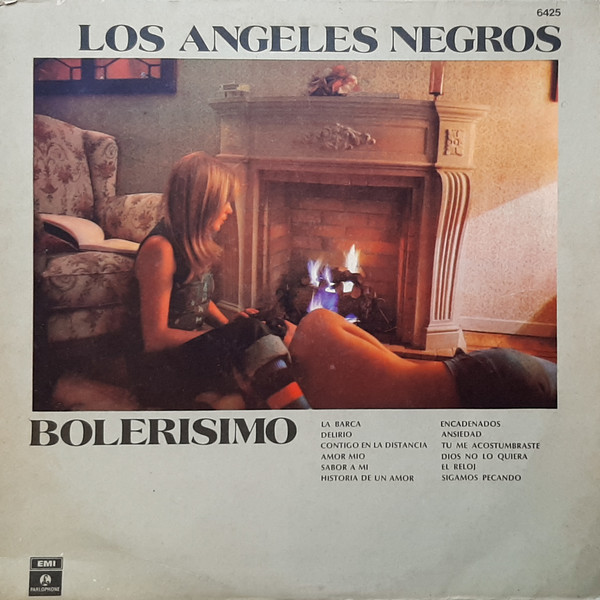 6425
LOS ANGELES NEGROS
BOLERISIMO
LA BARCA
DELIRIO
CONTIGO EN LA DISTANCIA
AMOR MIO
SABOR A MI
HISTORIA DE UN AMOR
ENCADENADOS
ANSIEDAD
TU ME ACOSTUMBRASTE
DIOS NO LO QUIERA
EL RELOJ
SIGAMOS PECANDO
EMI
PARLOPHONE